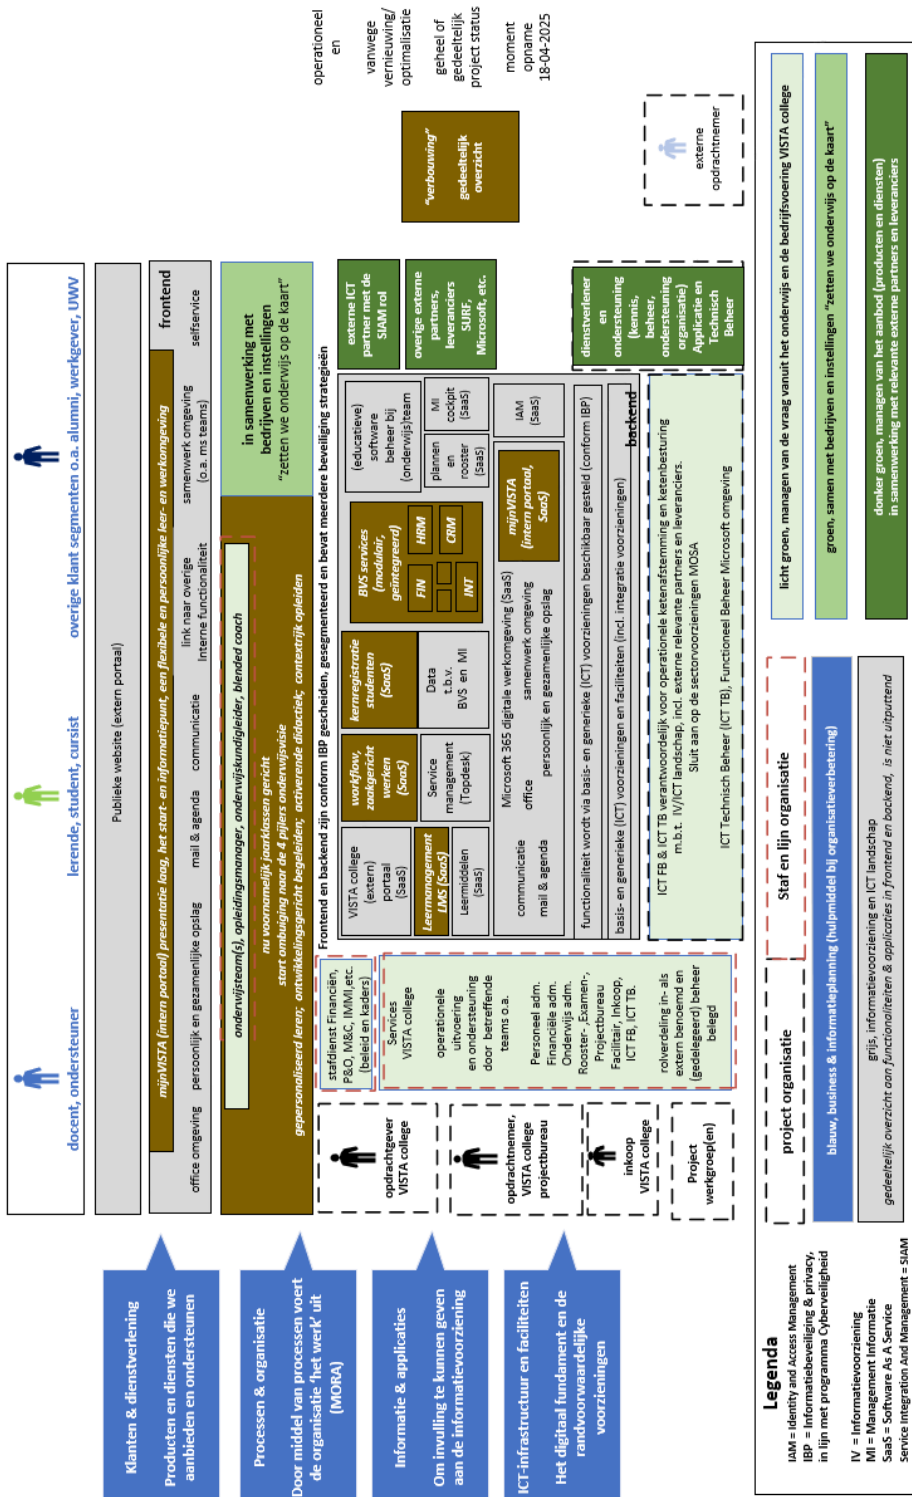 docent, ondersteuner
lerende, student, cursist
overige klant segmenten o.a. alumni, werkgever, UWV
Klanten & dienstverlening
Producten en diensten die we
aanbieden en ondersteunen
Publieke website (extern portaal)
mijnVISTA (Intern portaal) presentatie laag, het start- en informatiepunt, een flexibele en persoonlijke leer- en werkomgeving
frontend
office omgeving
persoonlijk en gezamenlijke opslag
mail & agenda
communicatie
link naar overige
Interne functionaliteit
samenwerk omgeving
(o.a. ms teams)
selfservice
Processen & organisatie
Door middel van processen voert
de organisatie ‘het werk’ uit
(MORA)
onderwijsteam(s), opleidingsmanager, onderwijskundigleider, blended coach
nu voornamelijk jaarklassen gericht
start ombuiging naar de 4 pijlers onderwijsvisie
gepersonaliseerd leren; ontwikkelingsgericht begeleiden; activerende didactiek; contextrijk opleiden
in samenwerking met
bedrijven en instellingen
“zetten we onderwijs op de kaart”
operationeel
en
vanwege
vernieuwing/
optimalisatie
geheel of
gedeeltelijk
project status
moment
opname
18-04-2025
“verbouwing”
gedeeltelijk
overzicht
Informatie & applicaties
Om invulling te kunnen geven
aan de informatievoorziening
ICT-infrastructuur en faciliteiten
Het digitaal fundament en de
randvoorwaardelijke
voorzieningen
opdrachtgever
VISTA college
opdrachtnemer,
VISTA college
projectbureau
inkoop
VISTA college
Project
werkgroep(en)
stafdienst Financiën,
P&O, M&C, IMMI,etc.
(beleid en kaders)
Services
VISTA college
operationele
uitvoering
en ondersteuning
door betreffende
teams o.a.
Personeel adm.
Financiële adm.
Onderwijs adm.
Rooster-, Examen-,
Projectbureau
Facilitair, Inkoop,
ICT FB, ICT TB.
rolverdeling in- als
extern benoemd en
(gedelegeerd) beheer
belegd
Frontend en backend zijn conform IBP gescheiden, gesegmenteerd en bevat meerdere beveiliging strategieën
VISTA college
(extern)
portaal
(SaaS)
workflow,
zaakgericht
werken
(SaaS)
kernregistratie
studenten
(SaaS)
BVS services
(modulair,
geïntegreerd)
FIN
HRM
INT
CRM
(educatieve)
software
beheer bij
(onderwijs)team
Leermanagement
LMS (SaaS)
Leermiddelen
(SaaS)
Service
management
(Topdesk)
Data
t.b.v.
BVS en MI
plannen
en
rooster
(SaaS)
MI
cockpit
(SaaS)
Microsoft 365 digitale werkomgeving (SaaS)
communicatie
office
samenwerk omgeving
mail & agenda
persoonlijk en gezamenlijke opslag
mijnVISTA
(intern portaal,
SaaS)
IAM
(SaaS)
functionaliteit wordt via basis- en generieke (ICT) voorzieningen beschikbaar gesteld (conform IBP)
basis- en generieke (ICT) voorzieningen en faciliteiten (incl. integratie voorzieningen)
backend
ICT FB & ICT TB verantwoordelijk voor operationele ketenafstemming en ketenbesturing
m.b.t. IV/ICT landschap, incl. externe relevante partners en leveranciers.
Sluit aan op de sectorvoorzieningen MOSA
ICT Technisch Beheer (ICT TB), Functioneel Beheer Microsoft omgeving
externe ICT
partner met de
SIAM rol
overige externe
partners,
leveranciers
SURF,
Microsoft, etc.
dienstverlener
en
ondersteuning
(kennis,
beheer,
ondersteuning
organisatie)
Applicatie en
Technisch
Beheer
externe
opdrachtnemer
Legenda
IAM = Identity and Access Management
IBP = Informatiebeveiliging & privacy,
in lijn met programma Cyberveiligheid
IV = Informatievoorziening
MI = Management Informatie
SaaS = Software As A Service
Service Integration And Management = SIAM
project organisatie
Staf en lijn organisatie
blauw, business & informatieplanning (hulpmiddel bij organisatieverbetering)
grijs, informatievoorziening en ICT landschap
gedeeltelijk overzicht aan functionaliteiten & applicaties in frontend en backend, is niet uitputtend
licht groen, managen van de vraag vanuit het onderwijs en de bedrijfsvoering VISTA college
groen, samen met bedrijven en instellingen “zetten we onderwijs op de kaart”
donker groen, managen van het aanbod (producten en diensten)
in samenwerking met relevante externe partners en leveranciers